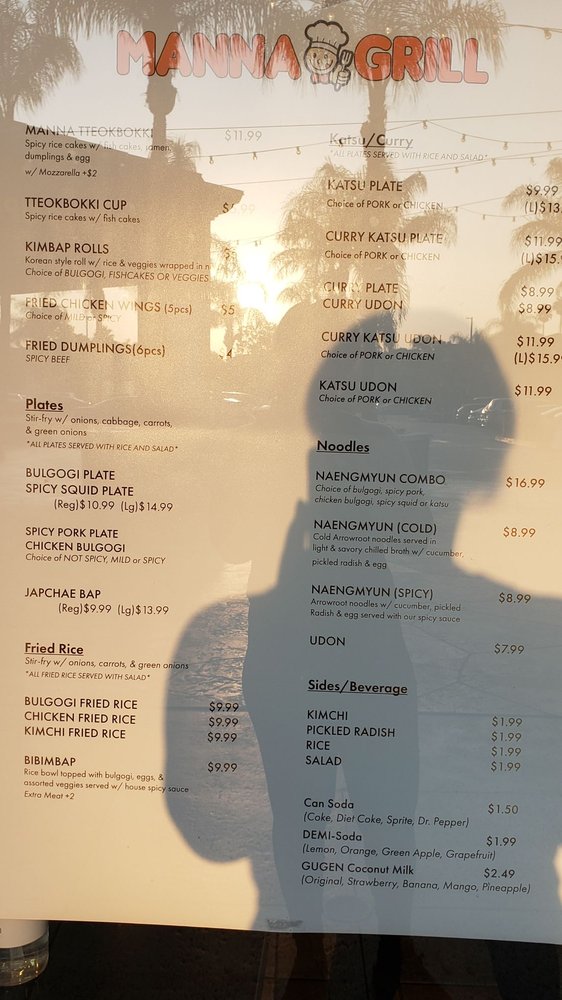 MANNA GRILL
MANNA TTEOKBOKKI $11.99
Spicy rice cakes w/ fish cakes, ramen,
dumplings & egg
w/ Mozzarella +$2
TTEOKBOKKI CUP
Spicy rice cakes w/ fish cakes
KIMBAP ROLLS
Korean style roll w/ rice & veggies wrapped in
Choice of BULGOGI, FISHCAKES OR VEGGIES
FRIED CHICKEN WINGS (5pcs)
Choice of MILD or SPICY
FRIED DUMPLINGS(6pcs)
SPICY BEEF
Plates
Stir-fry w/ onions, cabbage, carrots,
& green onions
*ALL PLATES SERVED WITH RICE AND SALAD*
BULGOGI PLATE
SPICY SQUID PLATE
(Reg)$10.99 (Lg)$14.99
SPICY PORK PLATE
CHICKEN BULGOGI
Choice of NOT SPICY, MILD or SPICY
JAPCHAE BAP
(Reg)$9.99 (Lg)$13.99
Fried Rice
Stir-fry w/ onions, carrots, & green onions
*ALL FRIED RICE SERVED WITH SALAD*
BULGOGI FRIED RICE $9.99
CHICKEN FRIED RICE $9.99
KIMCHI FRIED RICE $9.99
BIBIMBAP $9.99
Rice bowl topped with bulgogi, eggs, &
assorted veggies served w/ house spicy sauce
Extra Meat +2
Katsu/Curry
*ALL PLATES SERVED WITH RICE AND SALAD*
KATSU PLATE $9.99
Choice of PORK or CHICKEN (L)$13
CURRY KATSU PLATE $11.99
Choice of PORK or CHICKEN (L)$15.
CURRY PLATE $8.99
CURRY UDON $8.99
CURRY KATSU UDON $11.99
Choice of PORK or CHICKEN (L)$15.9
KATSU UDON $11.99
Choice of PORK or CHICKEN
Noodles
NAENGMYUN COMBO $16.99
Choice of bulgogi, spicy pork,
chicken bulgogi, spicy squid or katsu
NAENGMYUN (COLD) $8.99
Cold Arrowroot noodles served in
light & savory chilled broth w/ cucumber,
pickled radish & egg
NAENGMYUN (SPICY) $8.99
Arrowroot noodles w/ cucumber, pickled
Radish & egg served with our spicy sauce
UDON $7.99
Sides/Beverage
KIMCHI $1.99
PICKLED RADISH $1.99
RICE $1.99
SALAD $1.99
Can Soda $1.50
(Coke, Diet Coke, Sprite, Dr. Pepper)
DEMI-Soda $1.99
(Lemon, Orange, Green Apple, Grapefruit)
GUGEN Coconut Milk $2.49
(Original, Strawberry, Banana, Mango, Pineapple)